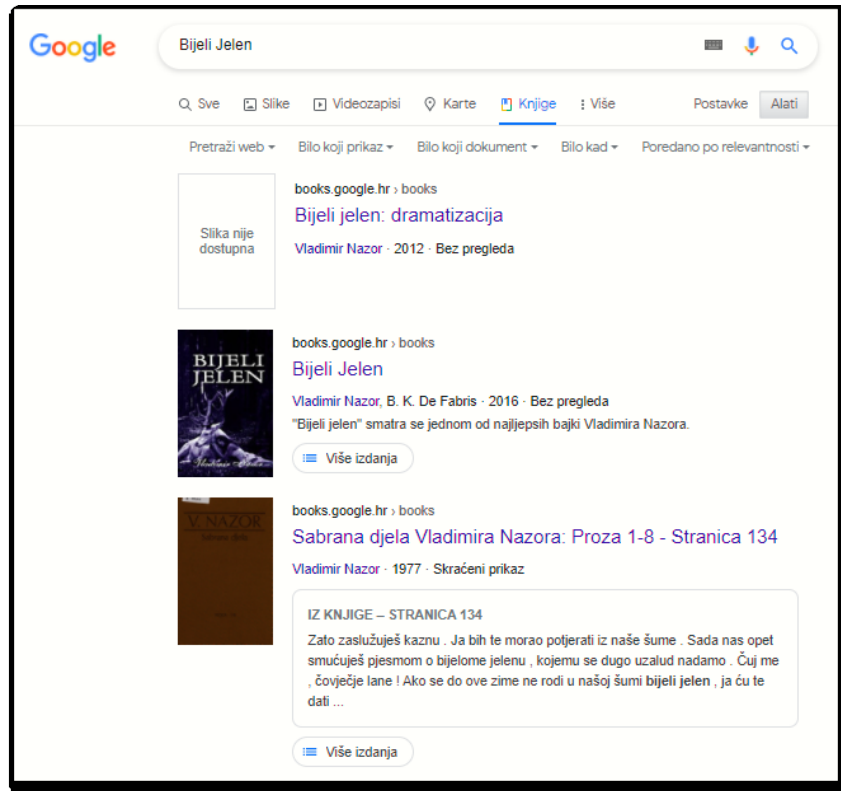 Google
Bijeli Jelen
Sve Slike Videozapisi Karte Knjige Više Postavke Alati
Pretraži web Bilo koji prikaz Bilo koji dokument Bilo kad Poredano po relevantnosti
Slika nije
dostupna
books.google.hr › books
Bijeli jelen: dramatizacija
Vladimir Nazor · 2012 · Bez pregleda
BIJELI
JELEN
Vladimir
books.google.hr › books
Bijeli Jelen
Vladimir Nazor, B. K. De Fabris · 2016 · Bez pregleda
"Bijeli jelen" smatra se jednom od najljepsih bajki Vladimira Nazora.
Više izdanja
V. NAZOR
Sabrana djela
books.google.hr › books
Sabrana djela Vladimira Nazora: Proza 1-8 - Stranica 134
Vladimir Nazor · 1977 · Skraćeni prikaz
IZ KNJIGE – STRANICA 134
Zato zaslužuješ kaznu . Ja bih te morao potjerati iz naše šume . Sada nas opet
smućuješ pjesmom o bijelome jelenu , kojemu se dugo uzalud nadamo . Čuj me
, čovječje lane ! Ako se do ove zime ne rodi u našoj šumi bijeli jelen , ja ću te
dati ...
Više izdanja